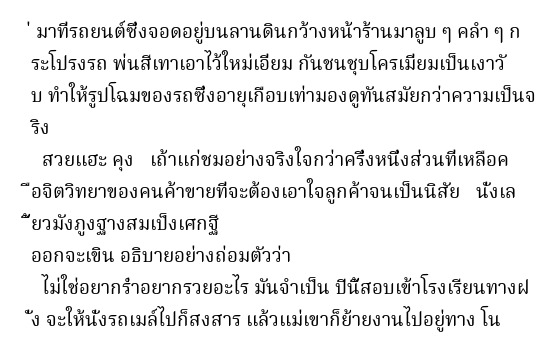 ่ มาที่รถยนต์ซึ่งจอดอยู่บนลานดินกว้างหน้าร้านมาลูบ ๆ คลำ ๆ ก
ระโปรงรถ พ่นสีเทาเอาไว้ใหม่เอี่ยม กันชนชุบโครเมียมเป็นเงาวั
บ ทำให้รูปโฉมของรถซึ่งอายุเกือบเท่ามองดูทันสมัยกว่าความเป็นจ
ริง
สวยแฮะ คุง เถ้าแก่ชมอย่างจริงใจกว่าครึ่งหนึ่งส่วนที่เหลือค
ือจิตวิทยาของคนค้าขายที่จะต้องเอาใจลูกค้าจนเป็นนิสัย นั่งเล
ี้ยวมังภูงฐางสมเป็งเศกฐี
ออกจะเขิน อธิบายอย่างถ่อมตัวว่า
ไม่ใช่อยากร่ำอยากรวยอะไร มันจำเป็น ปีนี้สอบเข้าโรงเรียนทางฝ
ั่ง จะให้นั่งรถเมล์ไปก็สงสาร แล้วแม่เขาก็ย้ายงานไปอยู่ทาง โน